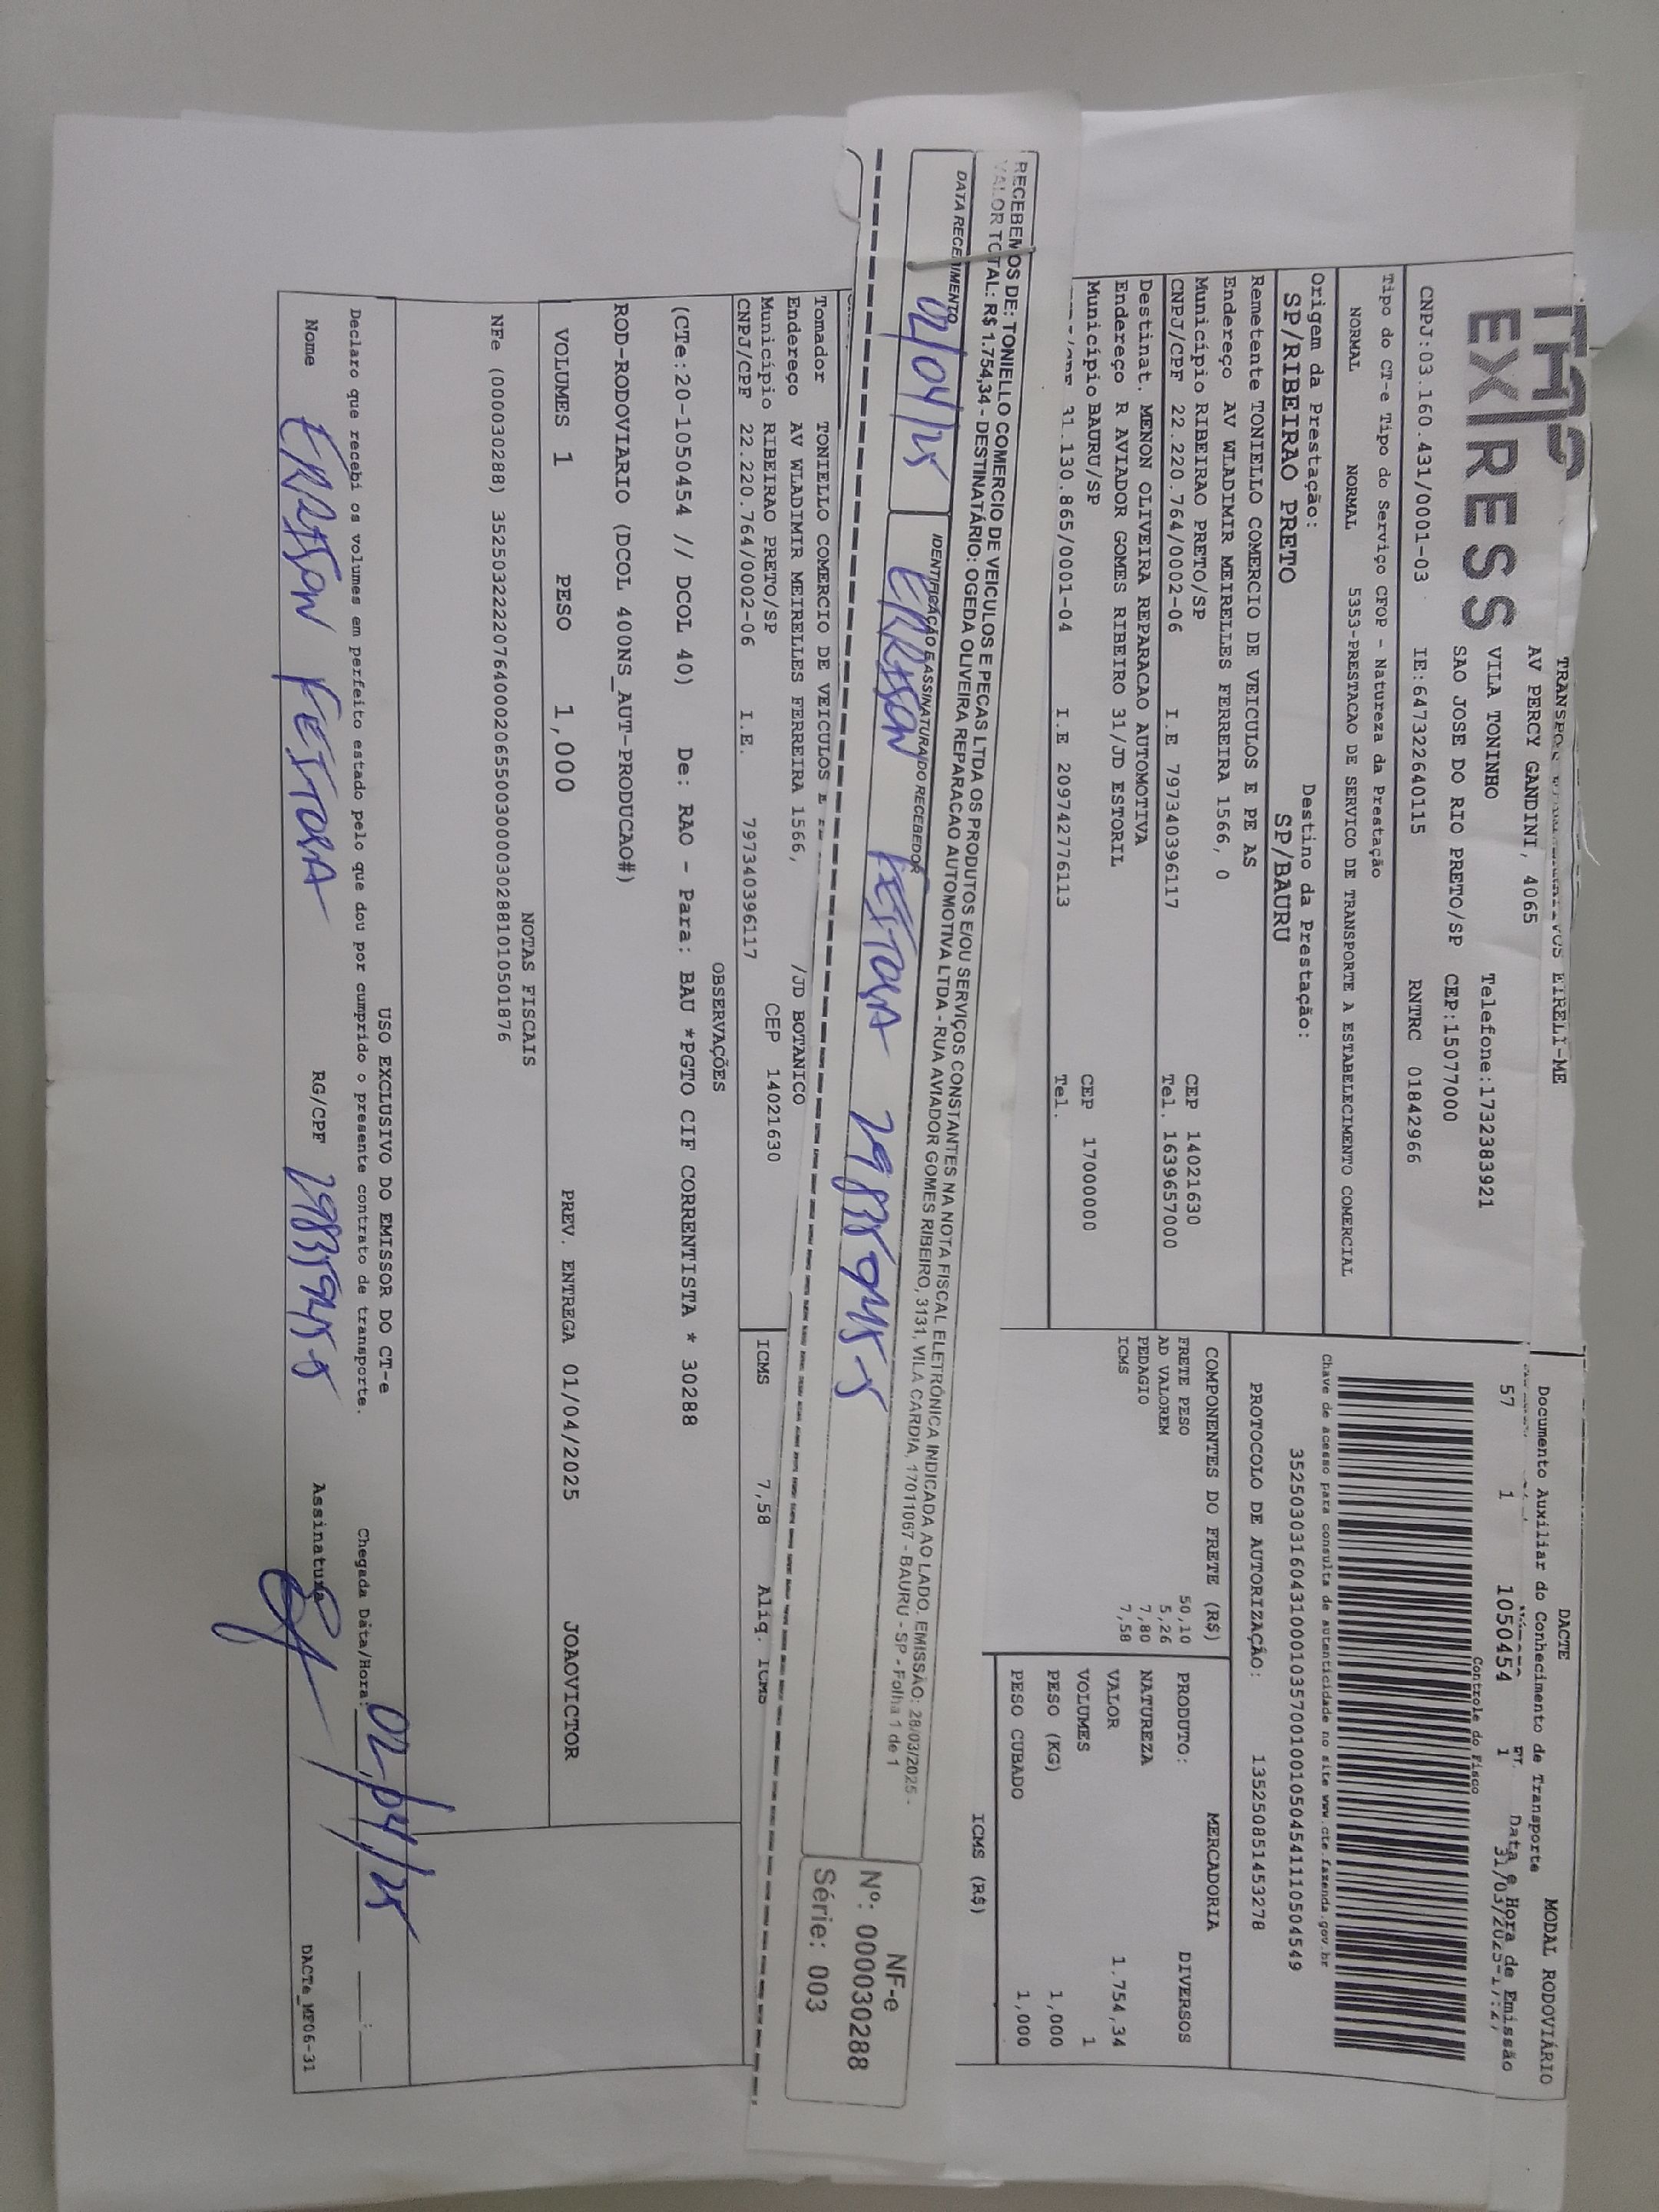 EXPRESS
TRANSPO
EIRELI-ME
AV PERCY GANDINI, 4065
VILA TONINHO Telefone:1732383921
SAO JOSE DO RIO PRETO/SP CEP:15077000
CNPJ:03.160.431/0001-03 IE:647322640115 RNTRC 01842966
Tipo do CT-e Tipo do Serviço CFOP - Natureza da Prestação
NORMAL NORMAL 5353-PRESTACAO DE SERVICO DE TRANSPORTE A ESTABELECIMENTO COMERCIAL
Origem da Prestação: Destino da Prestação:
SP/RIBEIRAO PRETO SP/BAURU
Remetente TONIELLO COMERCIO DE VEICULOS E PE AS
Endereço AV WLADIMIR MEIRELLES FERREIRA 1566, 0
Município RIBEIRAO PRETO/SP CEP 14021630
CNPJ/CPF 22.220.764/0002-06 I.E 797340396117 Tel. 1639657000
Destinat. MENON OLIVEIRA REPARACAO AUTOMOTIVA
Endereço R AVIADOR GOMES RIBEIRO 31/JD ESTORIL
Município BAURU/SP CEP 17000000
31.130.865/0001-04 I.E 209742776113 Tel.
DACTE MODAL RODOVIÁRIO
Documento Auxiliar do Conhecimento de Transporte
Data e Hora de Emissão
57 1 1050454 1
Controle do Fisco
Chave de acesso para consulta de autenticidade no site www.cte.fazenda.gov.br
35250303160431000103570010010504541110504549
PROTOCOLO DE AUTORIZAÇÃO: 135250851453278
COMPONENTES DO FRETE (R$)
FRETE PESO 50,10
AD VALOREM 5,26
PEDAGIO 7,80
ICMS 7,58
MERCADORIA
PRODUTO: DIVERSOS
NATUREZA
VALOR 1.754,34
VOLUMES 1
PESO (KG) 1,000
PESO CUBADO 1,000
ICMS (R$)
RECEBEMOS DE: TONIELLO COMERCIO DE VEICULOS E PECAS LTDA OS PRODUTOS E/OU SERVIÇOS CONSTANTES NA NOTA FISCAL ELETRÔNICA INDICADA AO LADO. EMISSÃO: 28/03/2025 -
VALOR TOTAL: R$ 1.754,34 - DESTINATÁRIO: OGEDA OLIVEIRA REPARACAO AUTOMOTIVA LTDA - RUA AVIADOR GOMES RIBEIRO, 3131, VILA CARDIA, 17011067 - BAURU - SP - Folha 1 de 1
DATA RECEBIMENTO IDENTIFICAÇÃO E ASSINATURA DO RECEBEDOR
02/04/25
NF-e
Nº: 000030288
Série: 003
Tomador TONIELLO COMERCIO DE VEICULOS
Endereço AV WLADIMIR MEIRELLES FERREIRA 1566, /JD BOTANICO
Município RIBEIRAO PRETO/SP CEP 14021630
CNPJ/CPF 22.220.764/0002-06 I.E. 797340396117
ICMS 7,58 Aliq. ICMS
OBSERVAÇÕES
(CTe:20-1050454 // DCOL 40) De: RAO - Para: BAU *PGTO CIF CORRENTISTA * 30288
ROD-RODOVIARIO (DCOL 400NS_AUT-PRODUCAO#)
VOLUMES 1 PESO 1,000 PREV. ENTREGA 01/04/2025 JOAOVICTOR
NOTAS FISCAIS
NFe (000030288) 35250322220764000206550030000302881010501876
USO EXCLUSIVO DO EMISSOR DO CT-e
Declaro que recebi os volumes em perfeito estado pelo que dou por cumprido o presente contrato de transporte. Chegada Data/Hora: 02/04/25
Nome RG/CPF Assinatura
DACTe_MF06-31